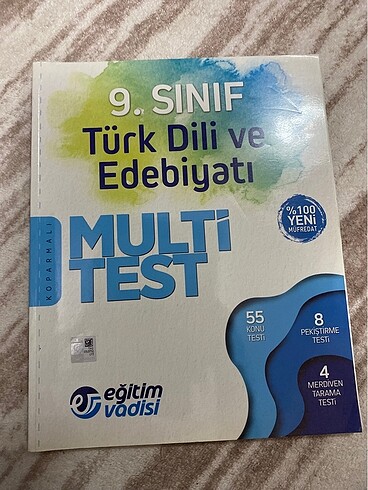 9. SINIF
Türk Dili ve
Edebiyatı
%100
YENİ
MÜFREDAT
KOPARMALI
MULTİ
TEST
55
KONU
TESTİ
8
PEKİŞTİRME
TESTİ
4
MERDİVEN
TARAMA
TESTİ
eğitim
vadisi